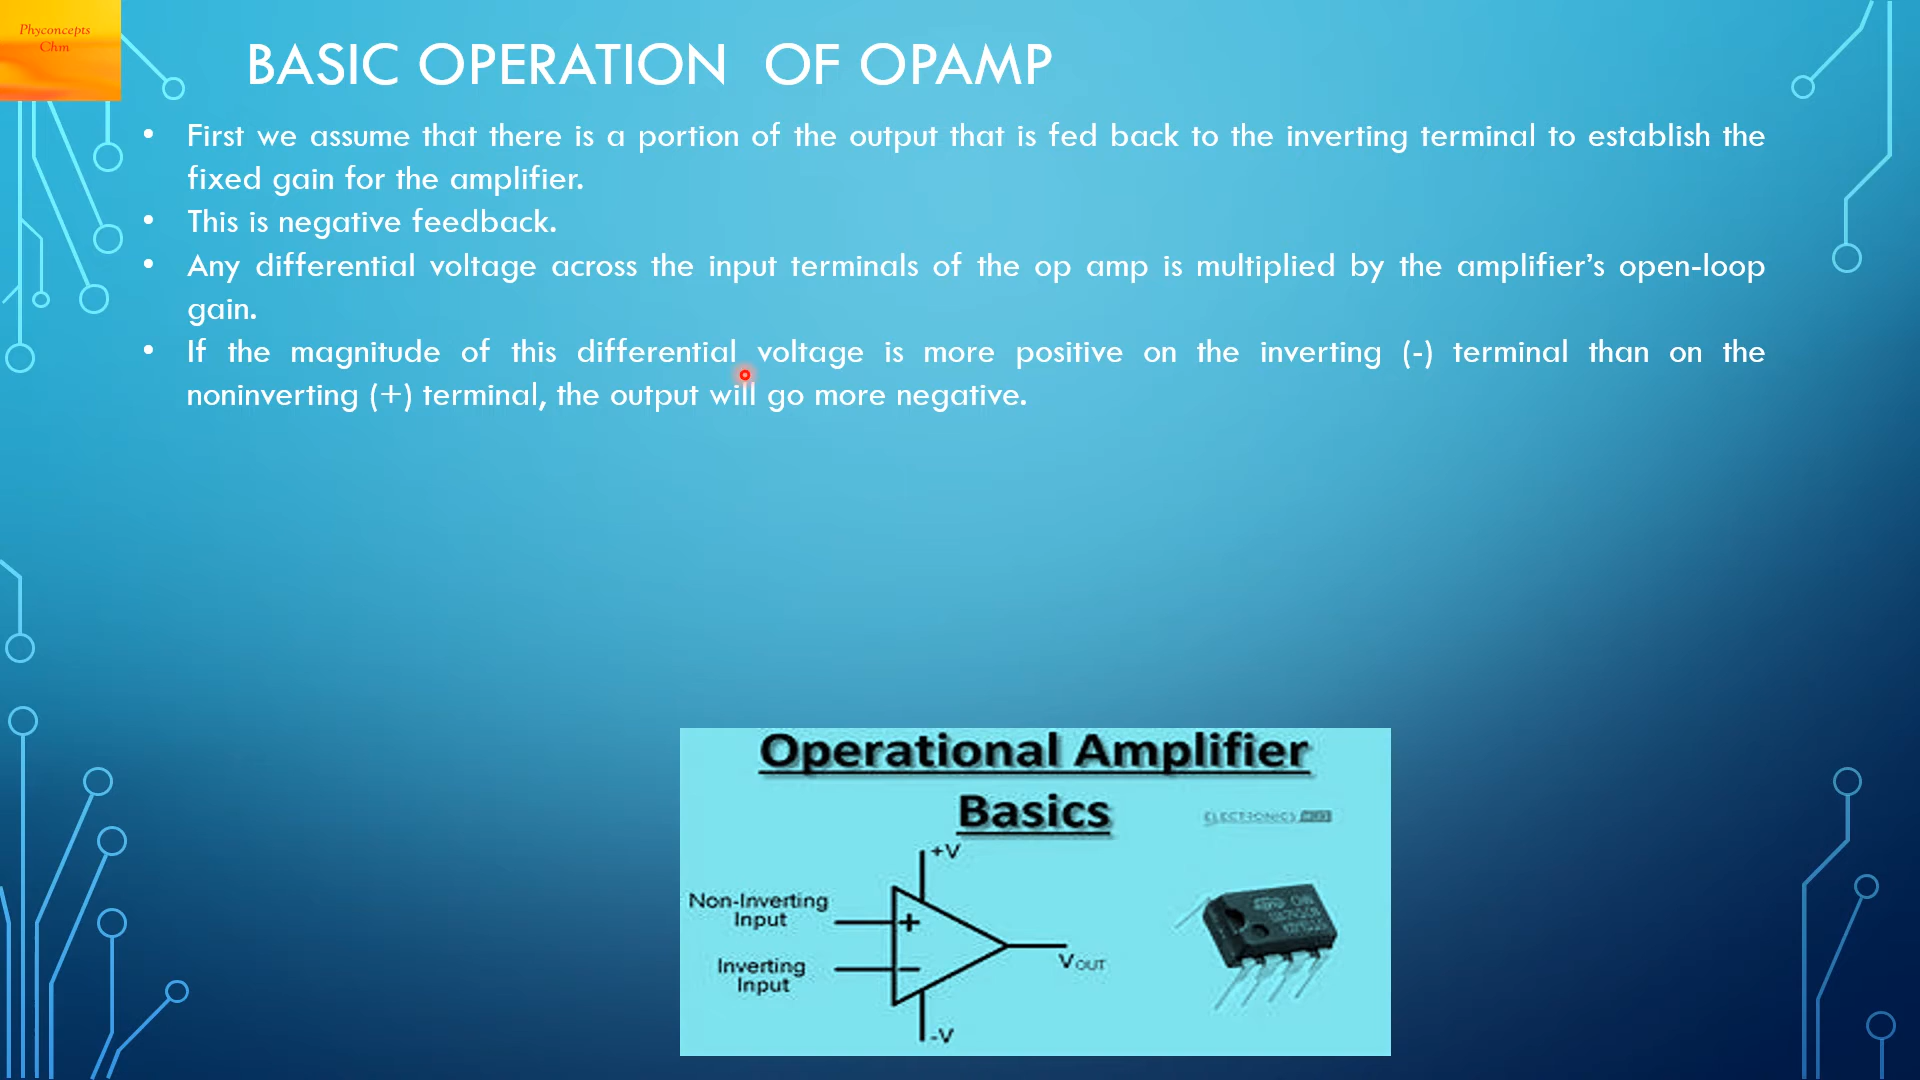 Phyconcepts
Chm
BASIC OPERATION OF OPAMP
• First we assume that there is a portion of the output that is fed back to the inverting terminal to establish the
fixed gain for the amplifier.
• This is negative feedback.
• Any differential voltage across the input terminals of the op amp is multiplied by the amplifier’s open-loop
gain.
• If the magnitude of this differential voltage is more positive on the inverting (-) terminal than on the
noninverting (+) terminal, the output will go more negative.
Operational Amplifier
Basics
ELECTRONICS
+V
Non-Inverting
Input
+
Inverting
Input
−
VOUT
-V